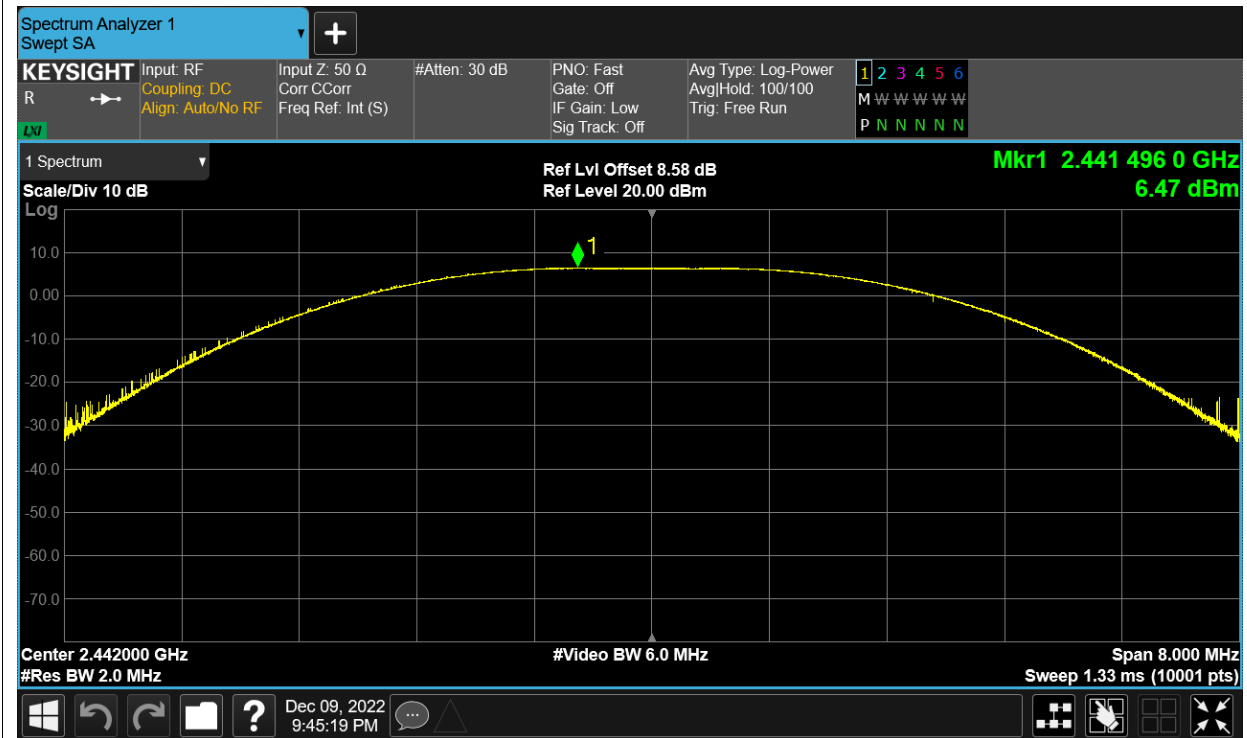 Spectrum Analyzer 1
Swept SA
KEYSIGHT
R
LXI
Input: RF
Coupling: DC
Align: Auto/No RF
Input Z: 50 Ω
Corr CCorr
Freq Ref: Int (S)
#Atten: 30 dB
PNO: Fast
Gate: Off
IF Gain: Low
Sig Track: Off
Avg Type: Log-Power
Avg|Hold: 100/100
Trig: Free Run
1 2 3 4 5 6
M W W W W W
P N N N N N
1 Spectrum
Scale/Div 10 dB
Ref Lvl Offset 8.58 dB
Ref Level 20.00 dBm
Mkr1 2.441 496 0 GHz
6.47 dBm
Log
1
10.0
0.00
-10.0
-20.0
-30.0
-40.0
-50.0
-60.0
-70.0
Center 2.442000 GHz
#Res BW 2.0 MHz
#Video BW 6.0 MHz
Span 8.000 MHz
Sweep 1.33 ms (10001 pts)
?
Dec 09, 2022
9:45:19 PM